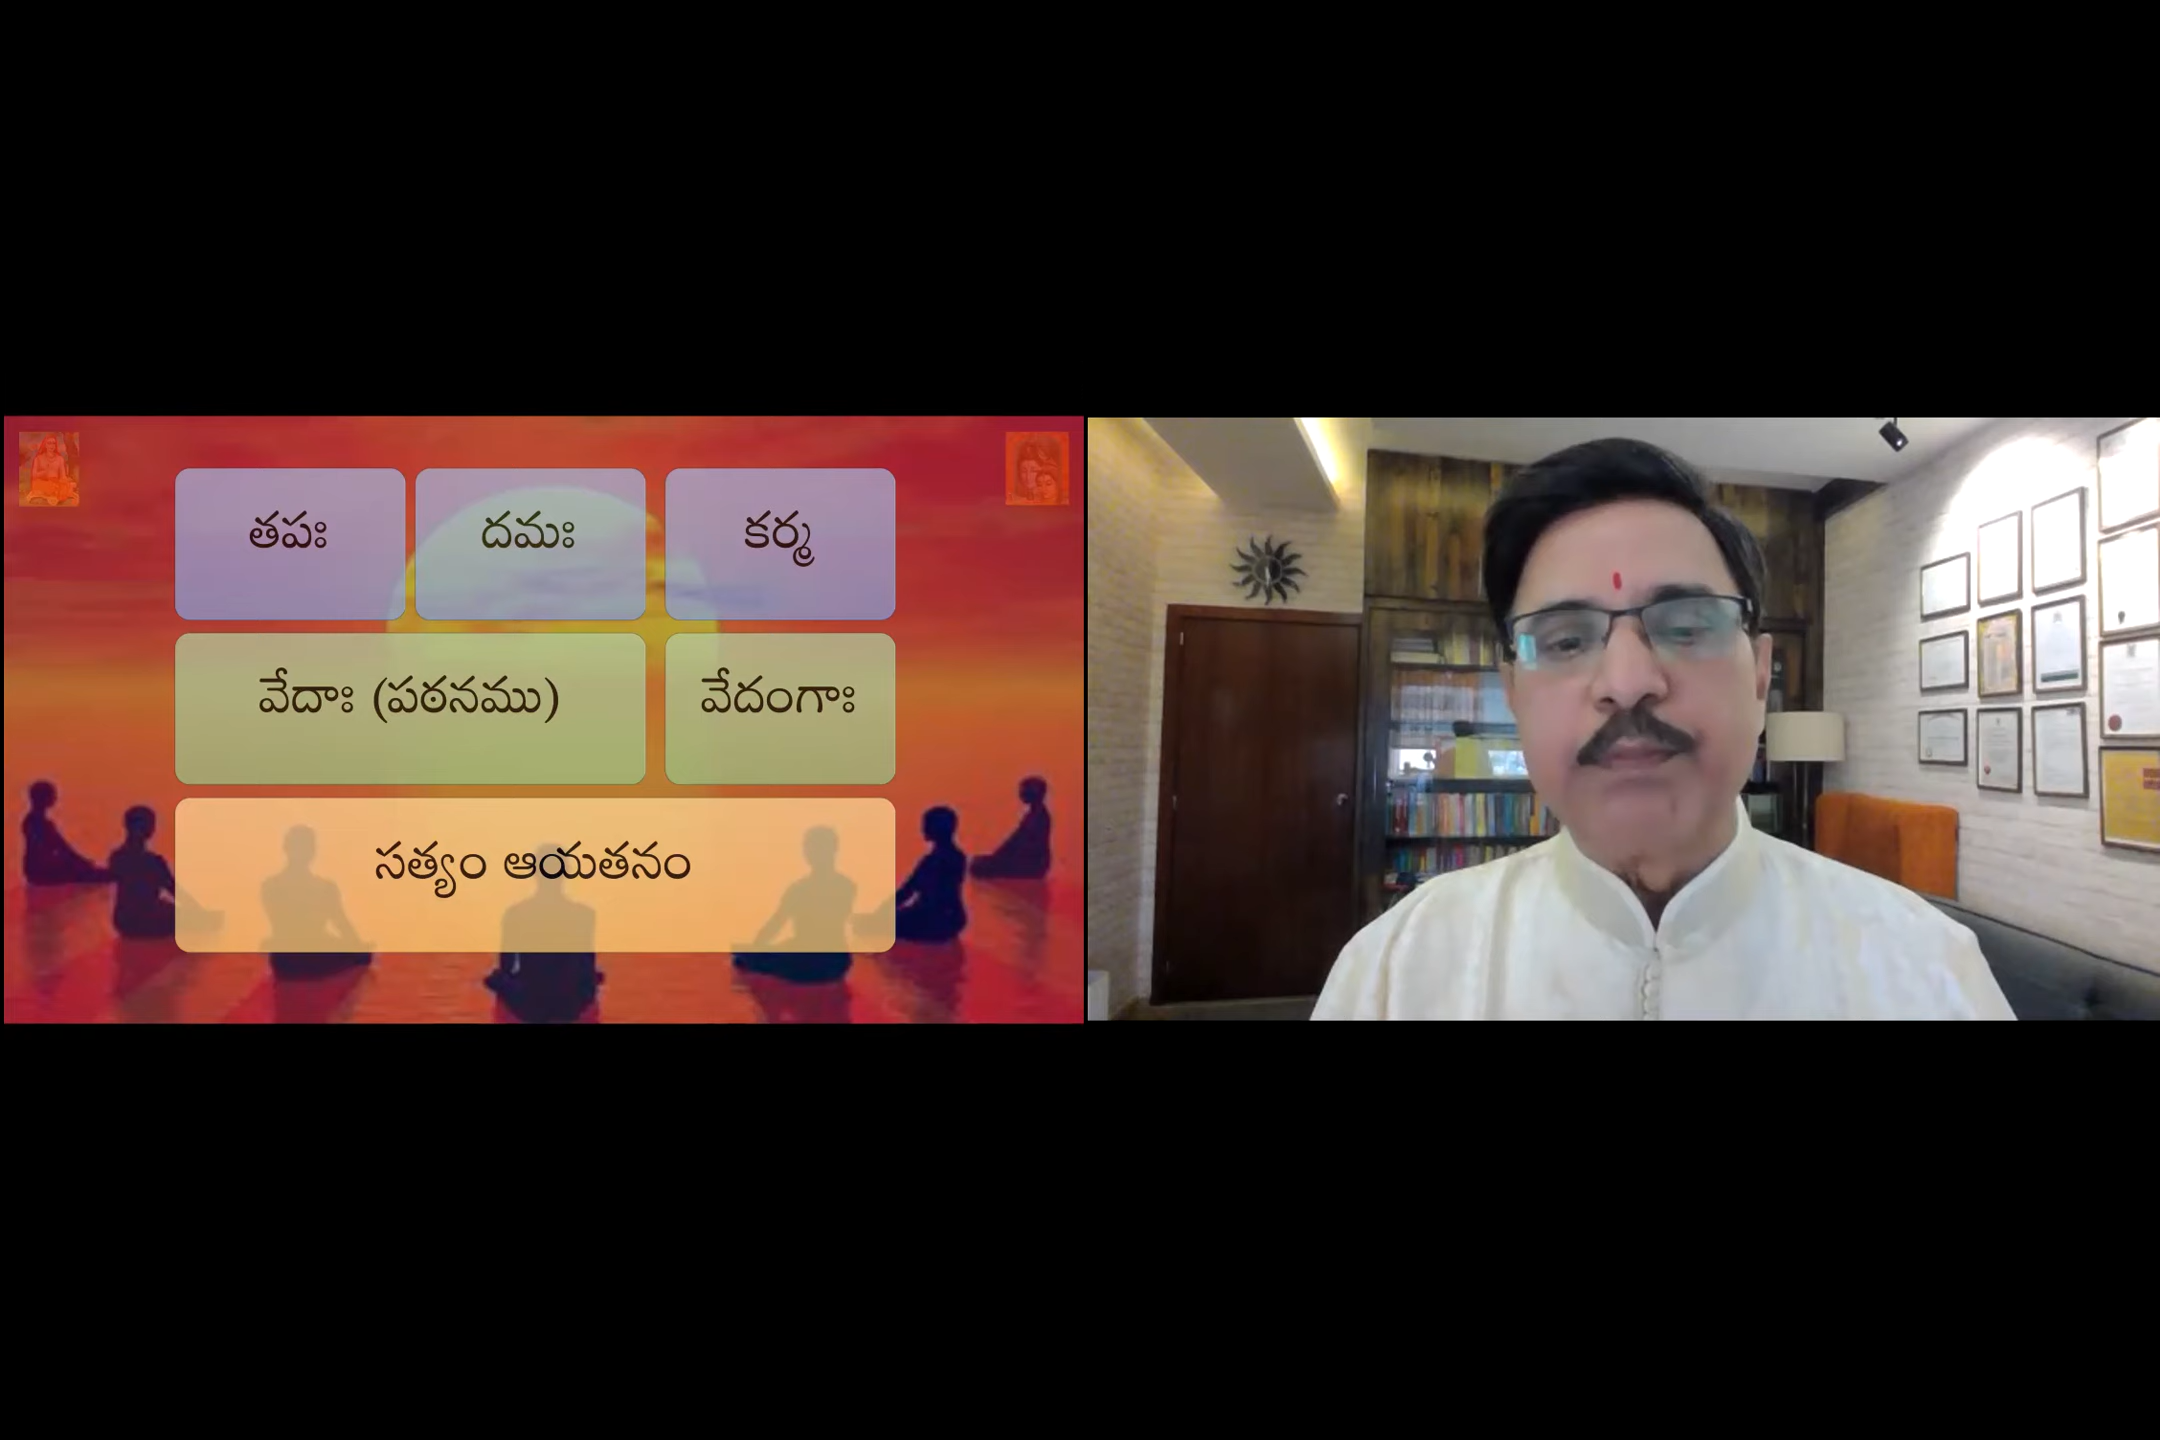 తపః
దమః
కర్మ
వేదాః (పఠనము)
వేదంగాః
సత్యం ఆయతనం